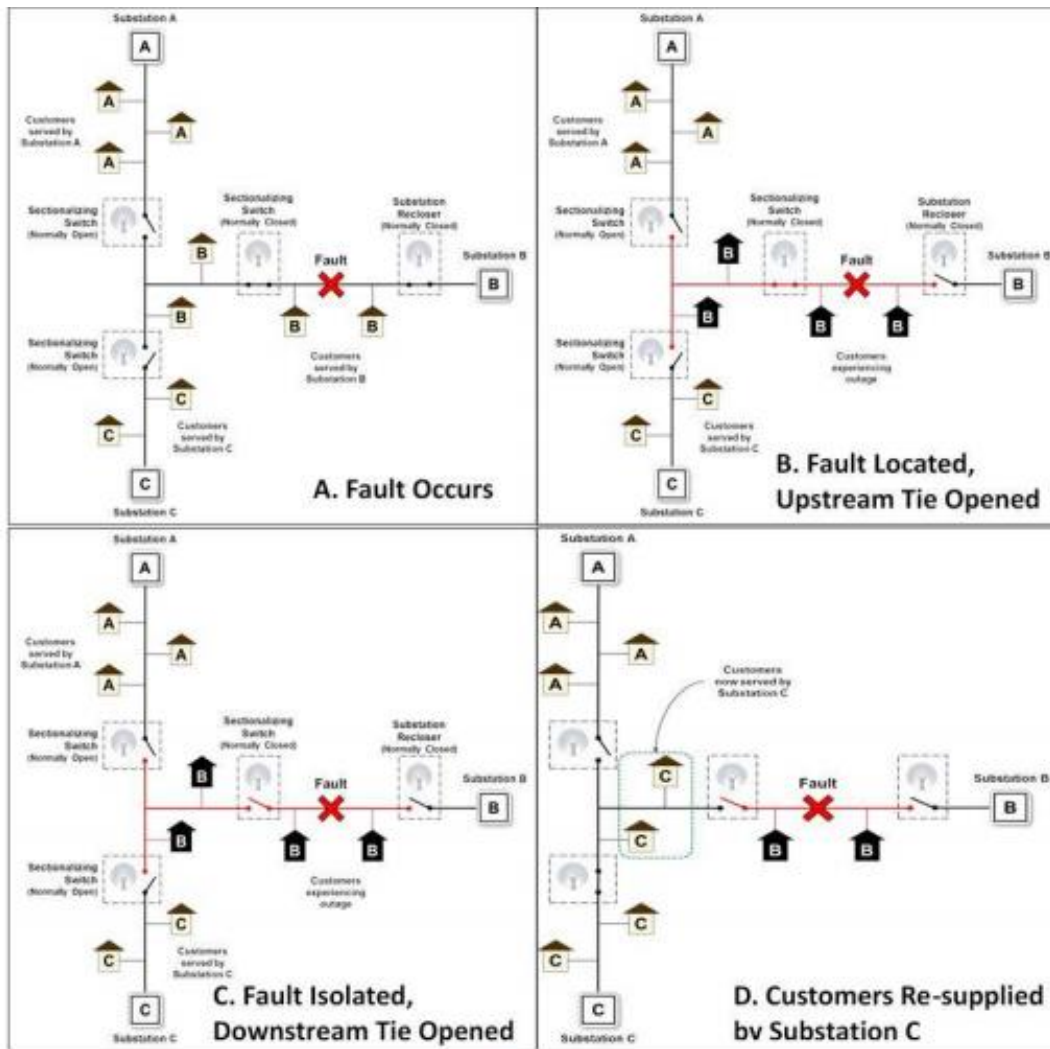 Substation A
A
A
Customers
served by
Substation A
A
A
Sectionalizing
Switch
(Normally Open)
Sectionalizing
Switch
(Normally Closed)
Substation
Recloser
(Normally Closed)
B
Fault
Substation B
B
B
B
B
Sectionalizing
Switch
(Normally Open)
Customers
served by
Substation B
C
C
Customers
served by
Substation C
C
Substation C
A. Fault Occurs
Substation A
A
A
Customers
served by
Substation A
A
A
Sectionalizing
Switch
(Normally Open)
Sectionalizing
Switch
(Normally Closed)
Substation
Recloser
(Normally Closed)
B
Fault
Substation B
B
B
B
B
Sectionalizing
Switch
(Normally Open)
Customers
experiencing
outage
C
C
Customers
served by
Substation C
C
Substation C
B. Fault Located,
Upstream Tie Opened
Substation A
A
A
Customers
served by
Substation A
A
A
Sectionalizing
Switch
(Normally Open)
Sectionalizing
Switch
(Normally Closed)
Substation
Recloser
(Normally Closed)
B
Fault
Substation B
B
B
B
B
Sectionalizing
Switch
(Normally Open)
Customers
experiencing
outage
C
C
Customers
served by
Substation C
C
Substation C
C. Fault Isolated,
Downstream Tie Opened
Substation A
A
A
A
A
Customers
now served by
Substation C
C
Fault
Substation B
B
C
B
B
C
C
C
Substation C
D. Customers Re-supplied
by Substation C